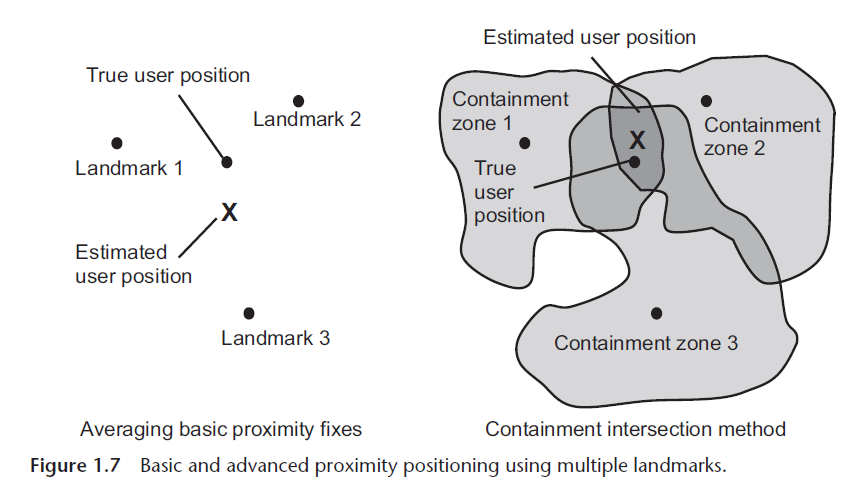 Estimated user position
True user position
Landmark 2
Landmark 1
X
Estimated
user position
Landmark 3
Containment
zone 1
Containment
zone 2
X
True
user
position
Containment zone 3
Averaging basic proximity fixes
Containment intersection method
Figure 1.7 Basic and advanced proximity positioning using multiple landmarks.